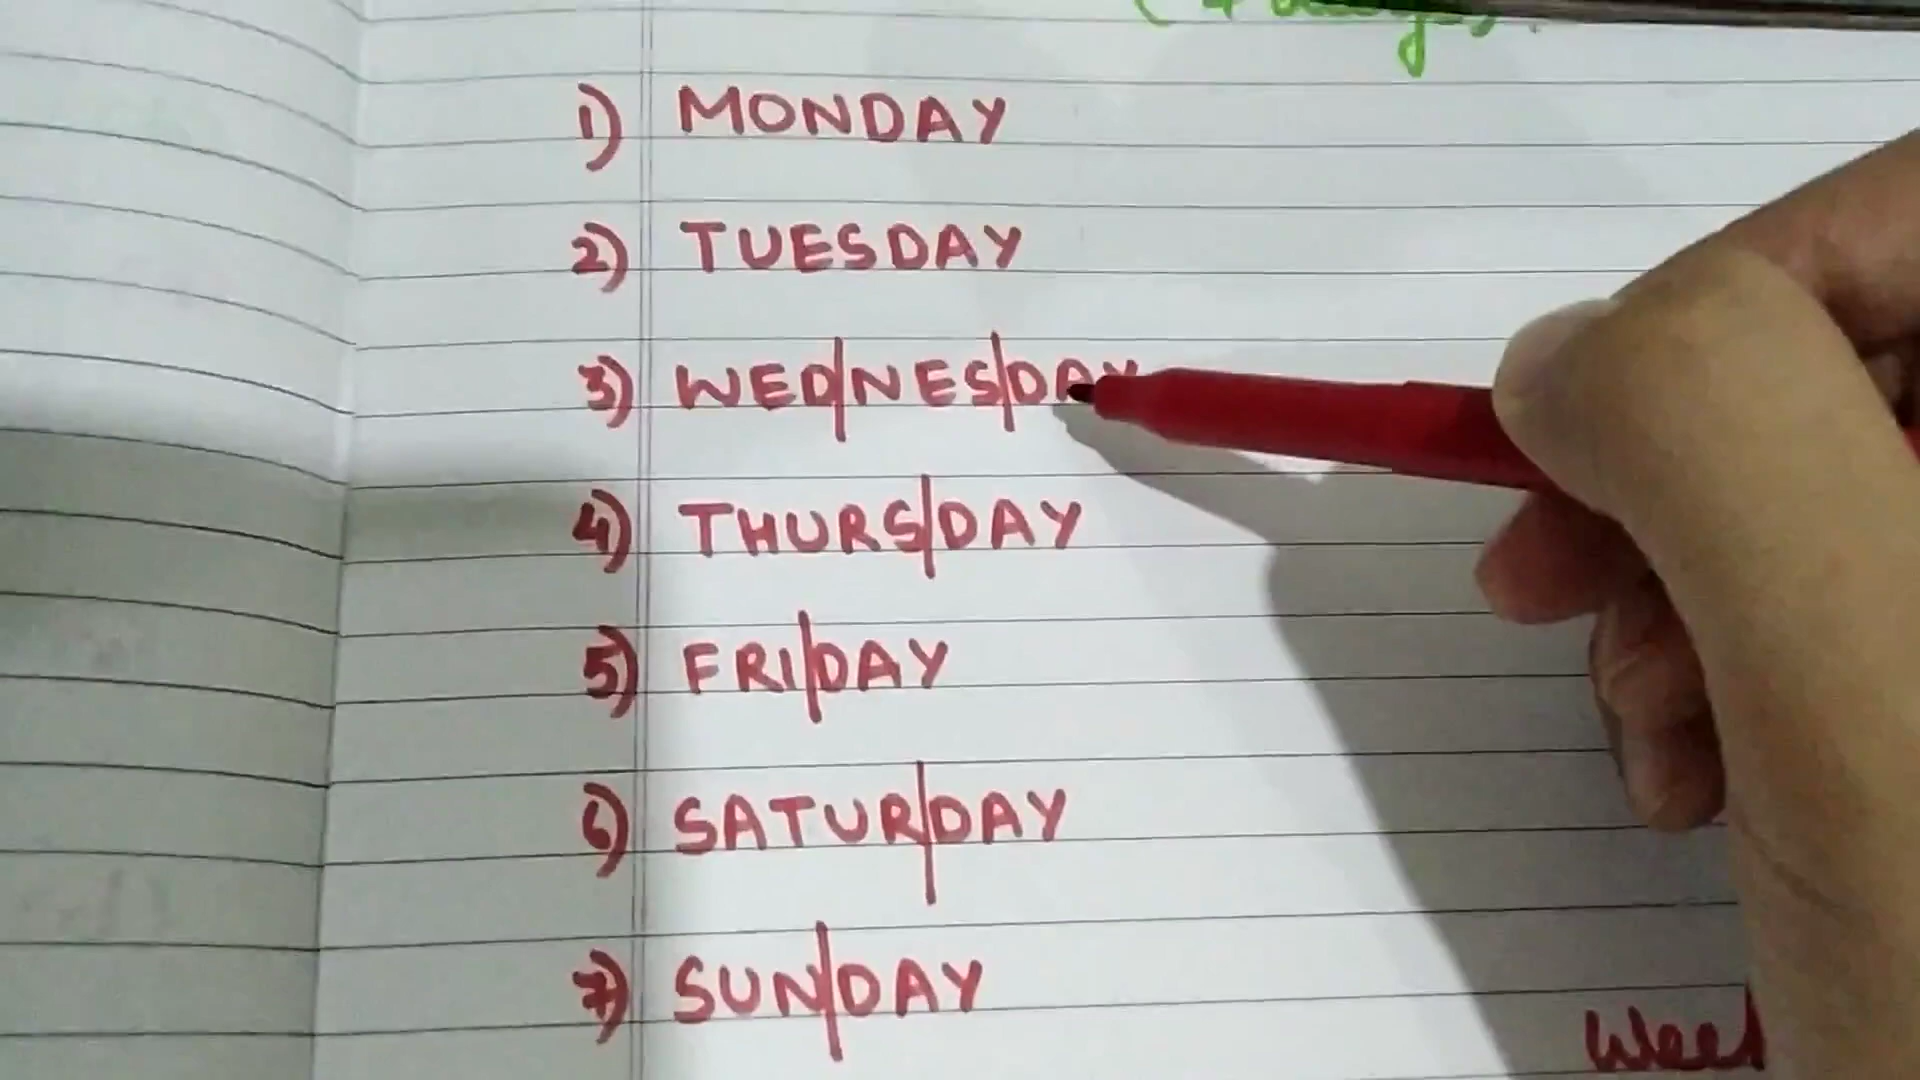 1) MONDAY
2) TUESDAY
3) WED|NES|DAY
4) THURS|DAY
5) FRI|DAY
6) SATUR|DAY
7) SUN|DAY